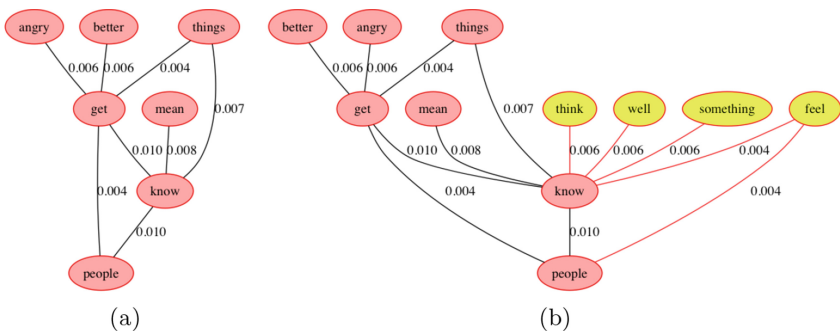 angry better things better angry things
0.006 0.006 0.004 0.006 0.006 0.004
get mean 0.007 get mean 0.007 think well something feel
0.010 0.008 0.010 0.008 0.006 0.006 0.006 0.004
0.004 know 0.004 know 0.004
0.010 0.010
people people
(a) (b)